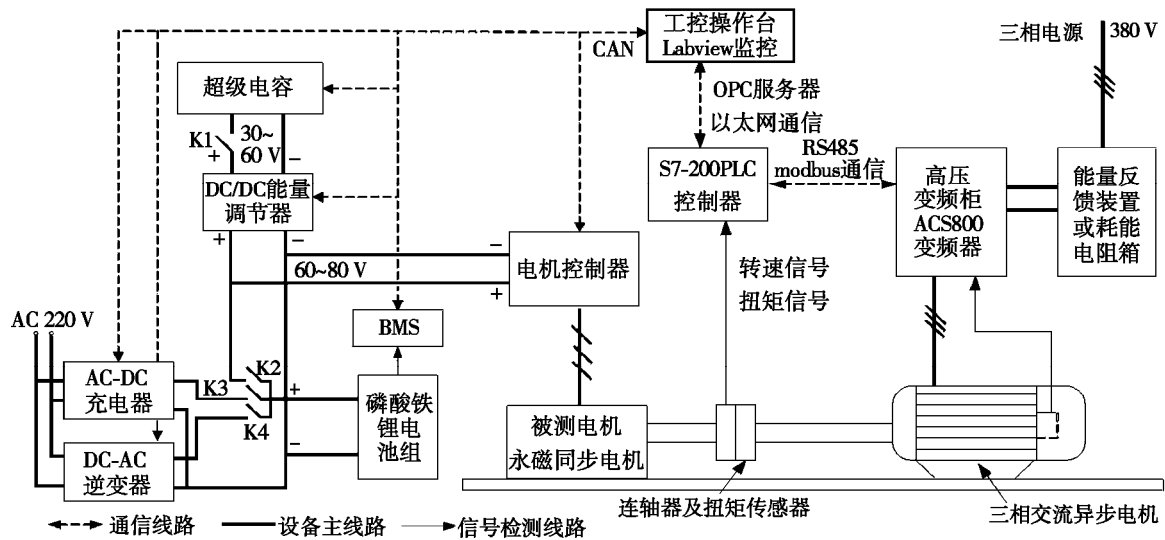 工控操作台
Labview监控
CAN
三相电源
380 V
超级电容
OPC服务器
以太网通信
K1
30~
60 V
+
−
RS485
modbus通信
S7-200PLC
控制器
高压
变频柜
ACS800
变频器
能量反
馈装置
或耗能
电阻箱
DC/DC能量
调节器
+
−
60~80 V
−
+
电机控制器
转速信号
扭矩信号
AC 220 V
BMS
AC-DC
充电器
K2
K3
K4
+
−
磷酸铁
锂电
池组
被测电机
永磁同步电机
DC-AC
逆变器
连轴器及扭矩传感器
三相交流异步电机
通信线路
设备主线路
信号检测线路